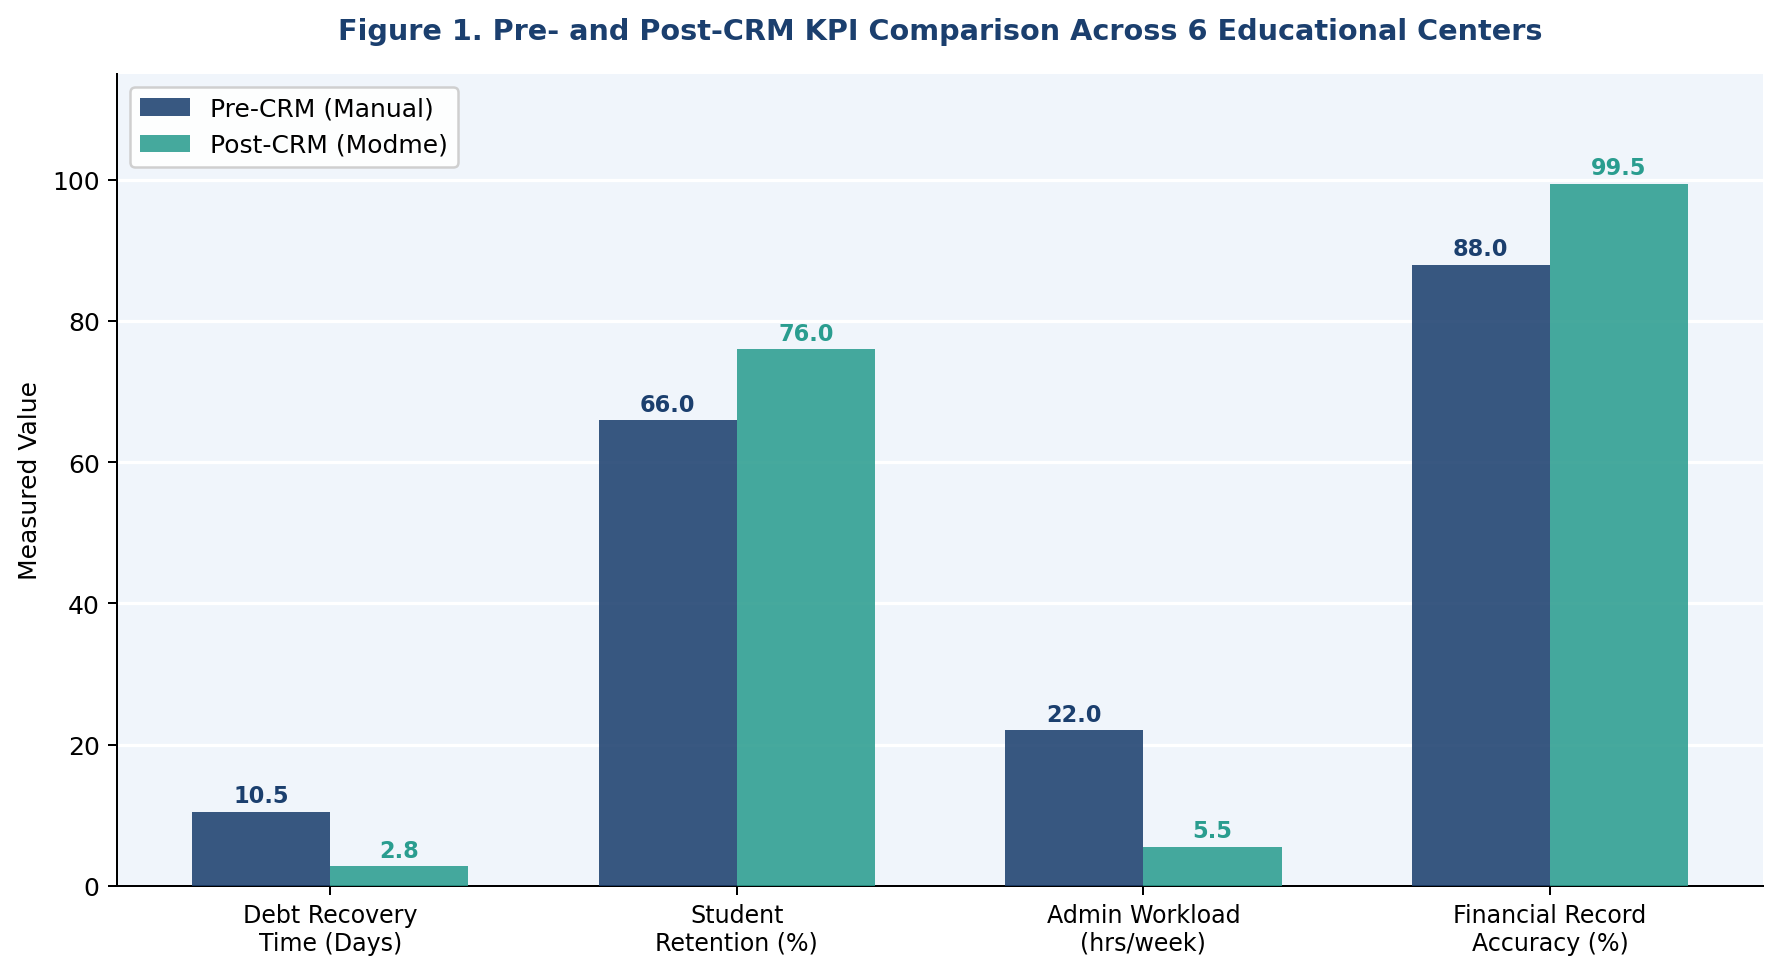 Figure 1. Pre- and Post-CRM KPI Comparison Across 6 Educational Centers
Pre-CRM (Manual)
Post-CRM (Modme)
Measured Value
100
80
60
40
20
0
10.5
2.8
66.0
76.0
22.0
5.5
88.0
99.5
Debt Recovery
Time (Days)
Student
Retention (%)
Admin Workload
(hrs/week)
Financial Record
Accuracy (%)